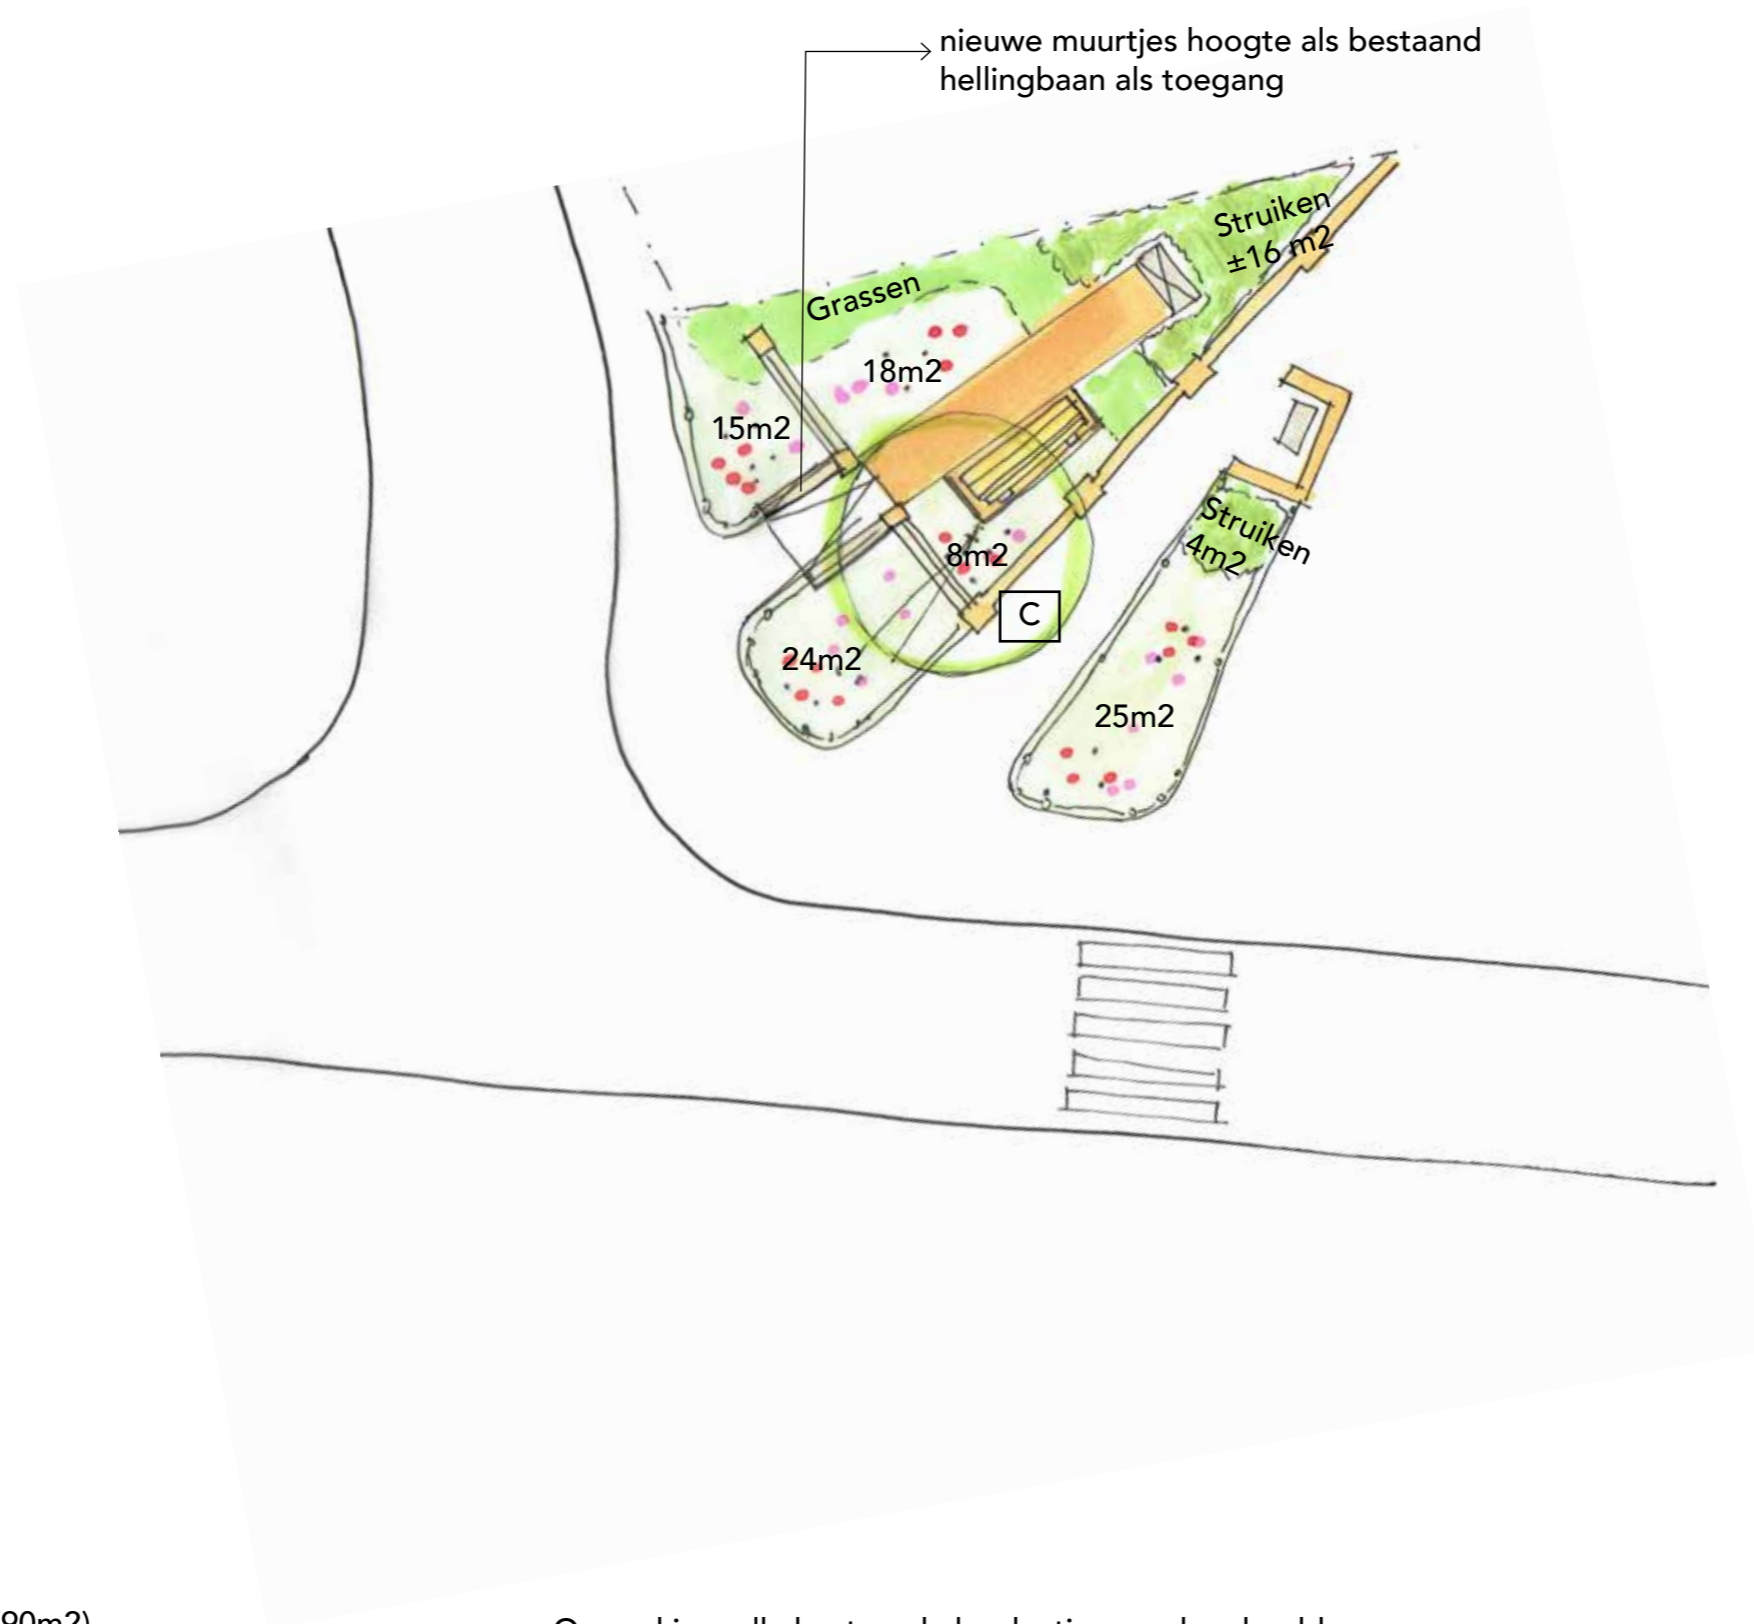 nieuwe muurtjes hoogte als bestaand
hellingbaan als toegang
Struiken
±16 m2
Grassen
18m2
15m2
8m2
Struiken
4m2
C
24m2
25m2
90m2)